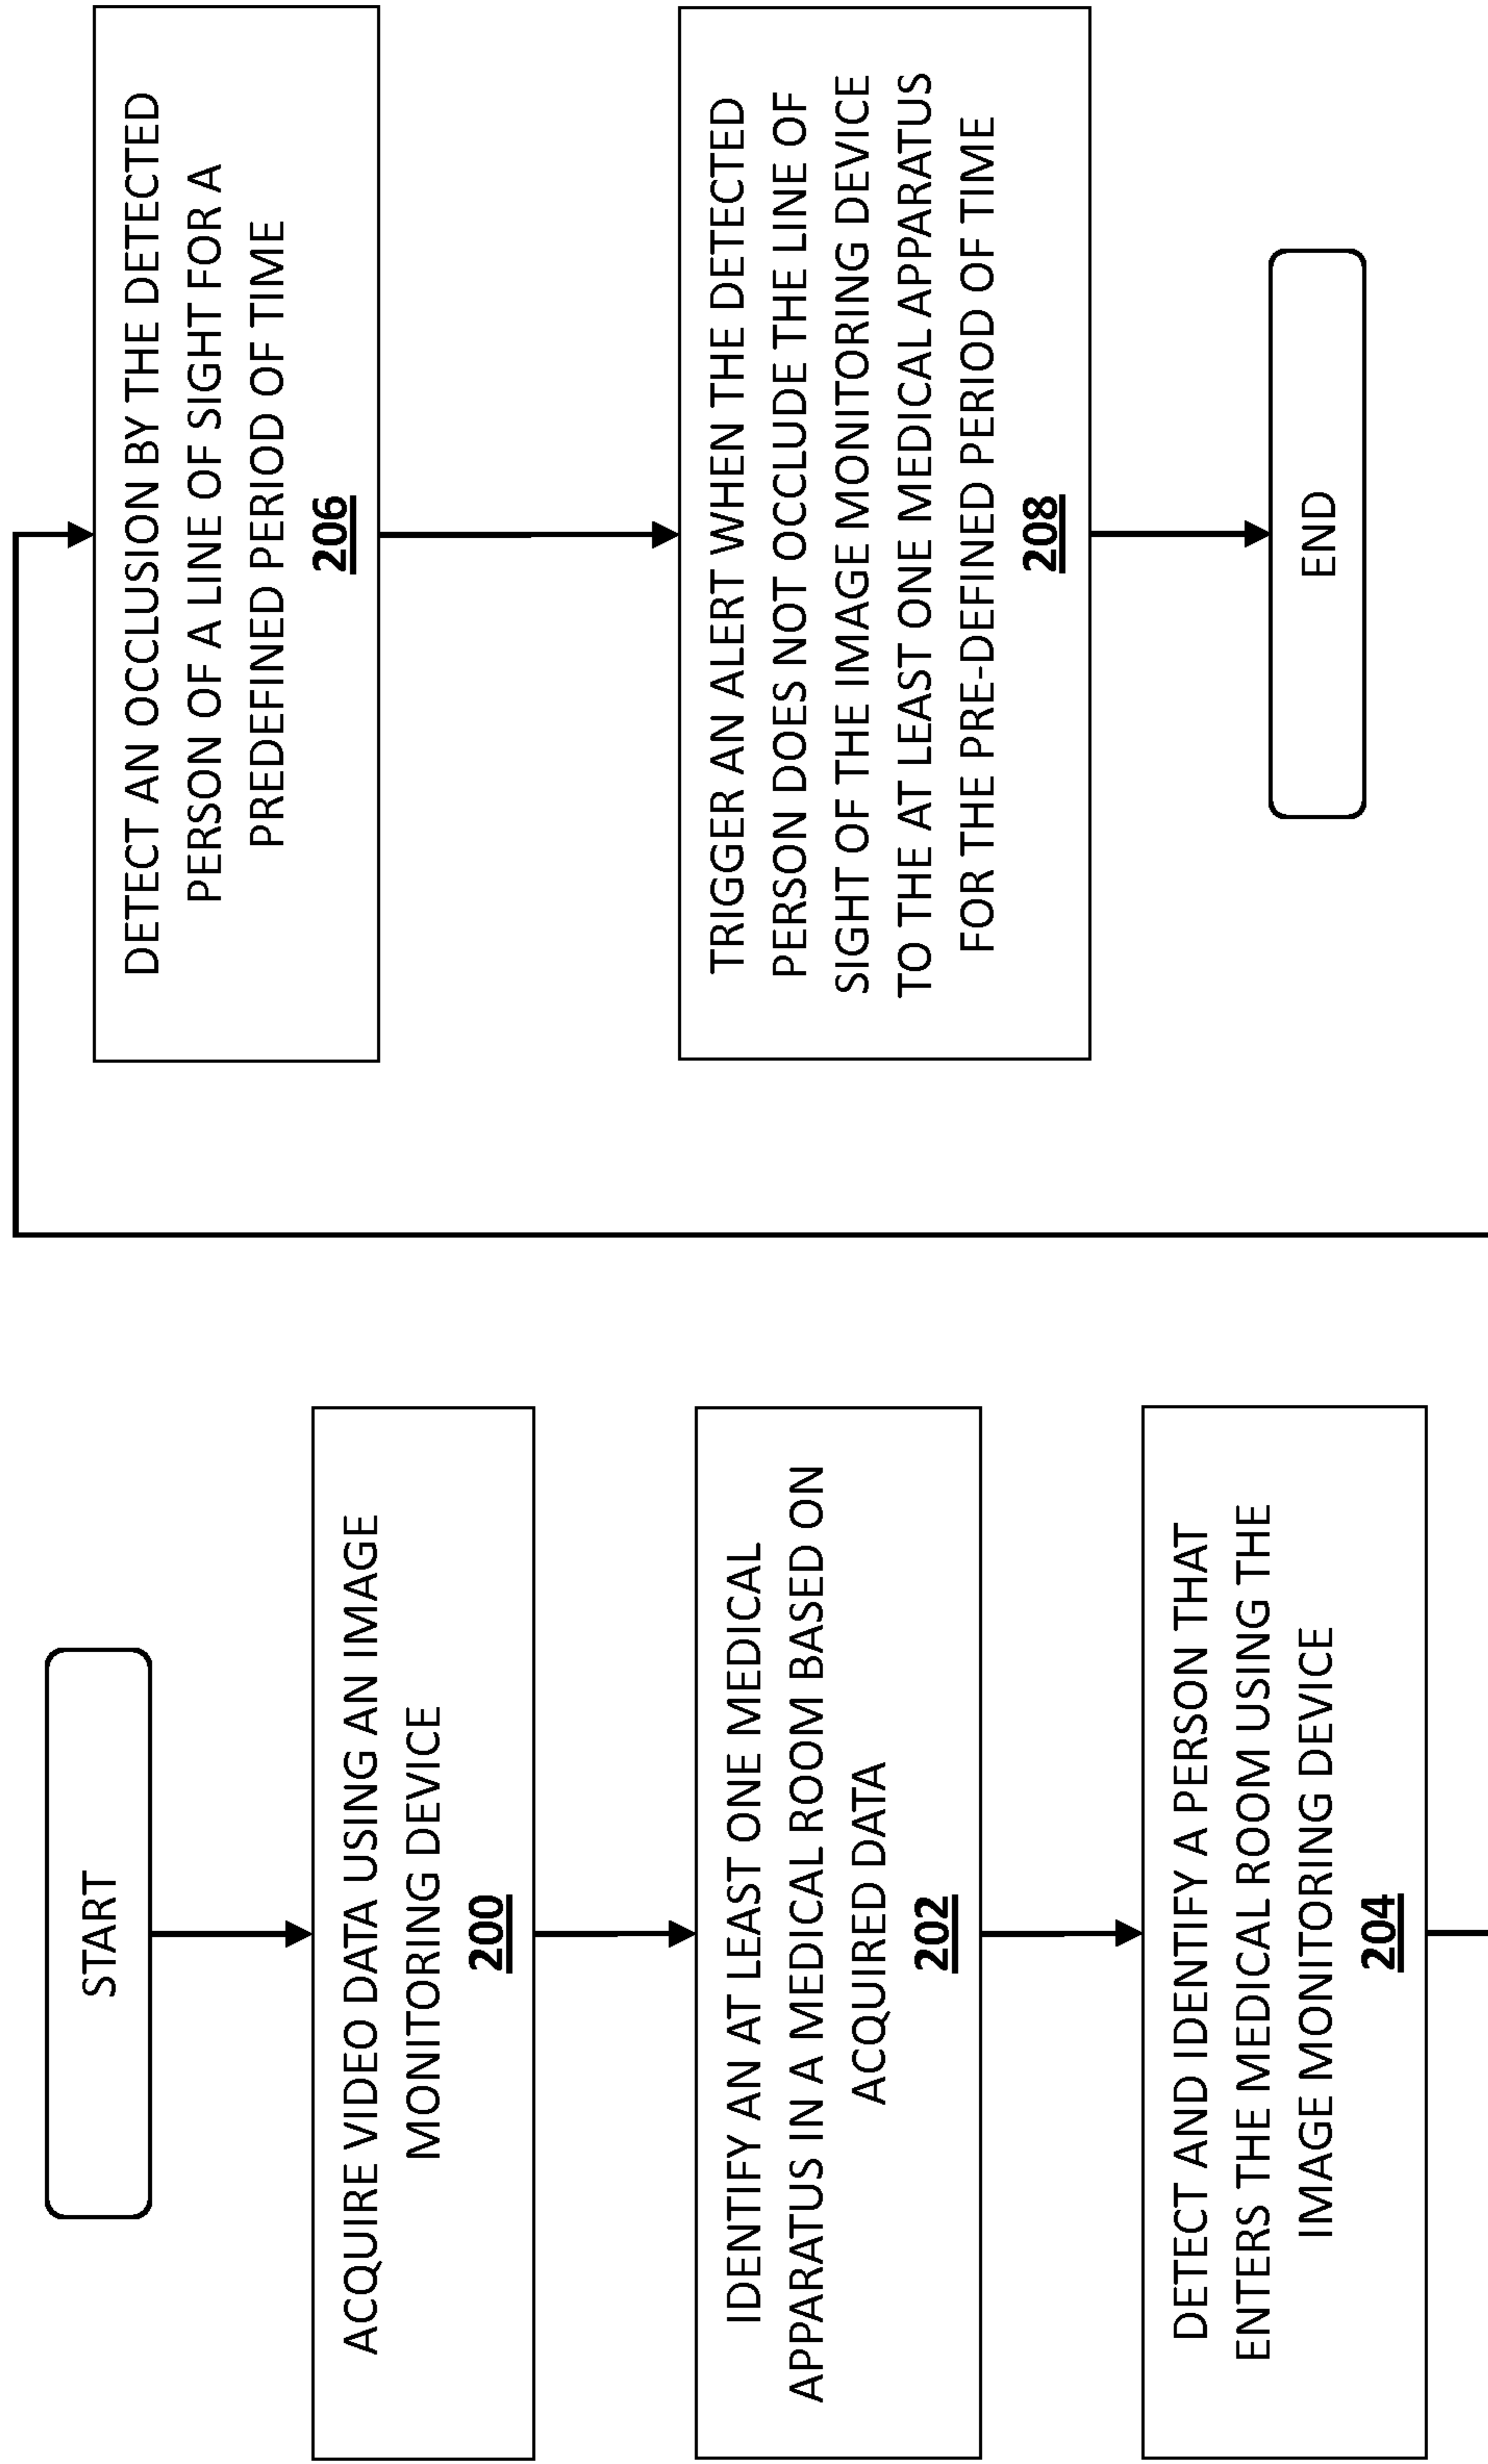 START
ACQUIRE VIDEO DATA USING AN IMAGE
MONITORING DEVICE
200
IDENTIFY AN AT LEAST ONE MEDICAL
APPARATUS IN A MEDICAL ROOM BASED ON
ACQUIRED DATA
202
DETECT AND IDENTIFY A PERSON THAT
ENTERS THE MEDICAL ROOM USING THE
IMAGE MONITORING DEVICE
204
DETECT AN OCCLUSION BY THE DETECTED
PERSON OF A LINE OF SIGHT FOR A
PREDEFINED PERIOD OF TIME
206
TRIGGER AN ALERT WHEN THE DETECTED
PERSON DOES NOT OCCLUDE THE LINE OF
SIGHT OF THE IMAGE MONITORING DEVICE
TO THE AT LEAST ONE MEDICAL APPARATUS
FOR THE PRE-DEFINED PERIOD OF TIME
208
END